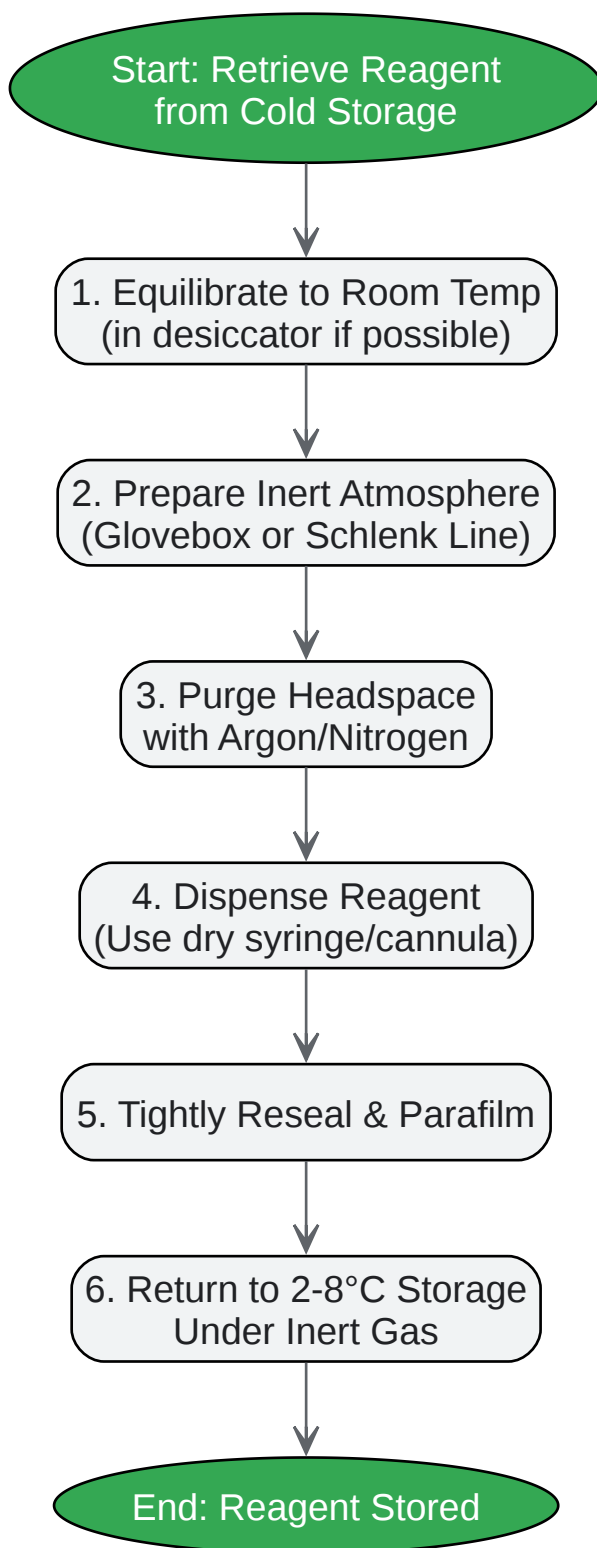 Start: Retrieve Reagent
from Cold Storage
1. Equilibrate to Room Temp
(in desiccator if possible)
2. Prepare Inert Atmosphere
(Glovebox or Schlenk Line)
3. Purge Headspace
with Argon/Nitrogen
4. Dispense Reagent
(Use dry syringe/cannula)
5. Tightly Reseal & Parafilm
6. Return to 2-8°C Storage
Under Inert Gas
End: Reagent Stored